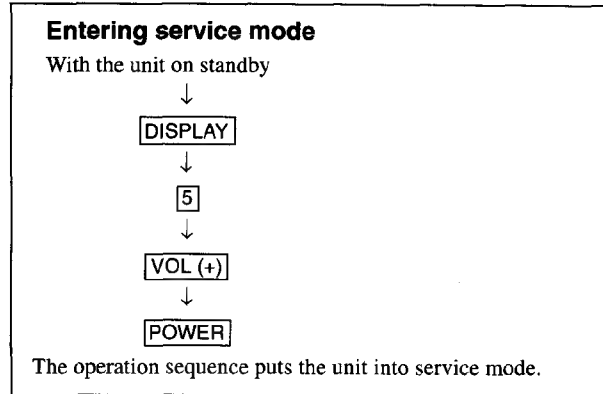 Entering service mode
With the unit on standby
↓
DISPLAY
↓
5
↓
VOL (+)
↓
POWER
The operation sequence puts the unit into service mode.